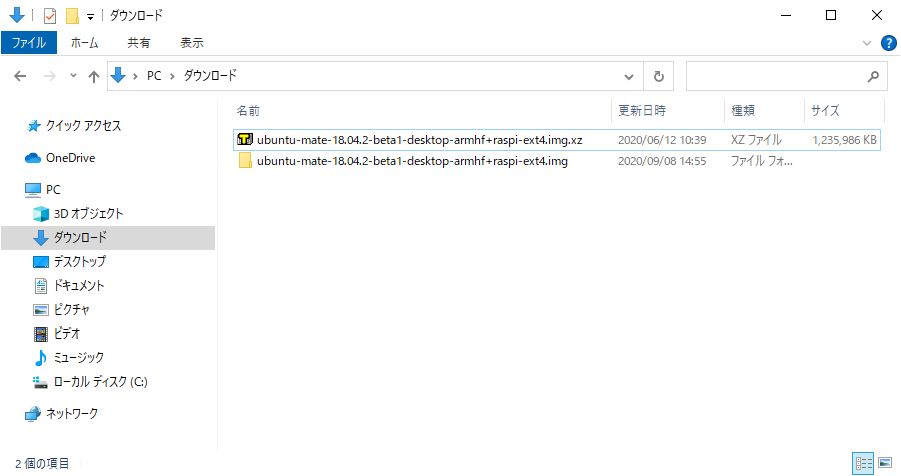 ダウンロード
ファイル ホーム 共有 表示
PC ダウンロード
名前 更新日時 種類 サイズ
ubuntu-mate-18.04.2-beta1-desktop-armhf+raspi-ext4.img.xz 2020/06/12 10:39 XZ ファイル 1,235,986 KB
ubuntu-mate-18.04.2-beta1-desktop-armhf+raspi-ext4.img 2020/09/08 14:55 ファイル フォ...
クイック アクセス
OneDrive
PC
3D オブジェクト
ダウンロード
デスクトップ
ドキュメント
ピクチャ
ビデオ
ミュージック
ローカル ディスク (C:)
ネットワーク
2 個の項目